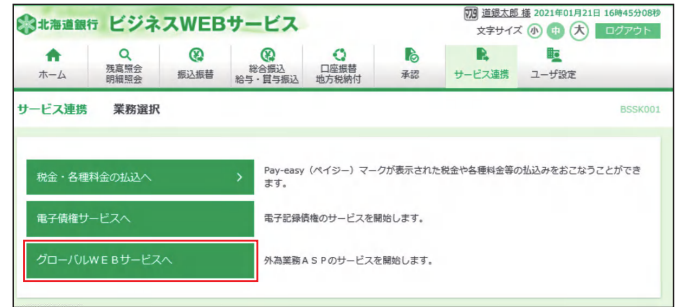 北海道銀行 ビジネスWEBサービス
道銀太郎 様 2021年01月21日 16時45分08秒
文字サイズ 小 中 大 ログアウト
ホーム
残高照会
明細照会
振込振替
総合振込
給与・賞与振込
口座振替
地方税納付
承認
サービス連携
ユーザ設定
サービス連携 業務選択 BSSK001
税金・各種料金の払込へ
Pay-easy（ペイジー）マークが表示された税金や各種料金等の払込みをおこなうことができ
ます。
電子債権サービスへ
電子記録債権のサービスを開始します。
グローバルWEBサービスへ
外為業務ASPのサービスを開始します。